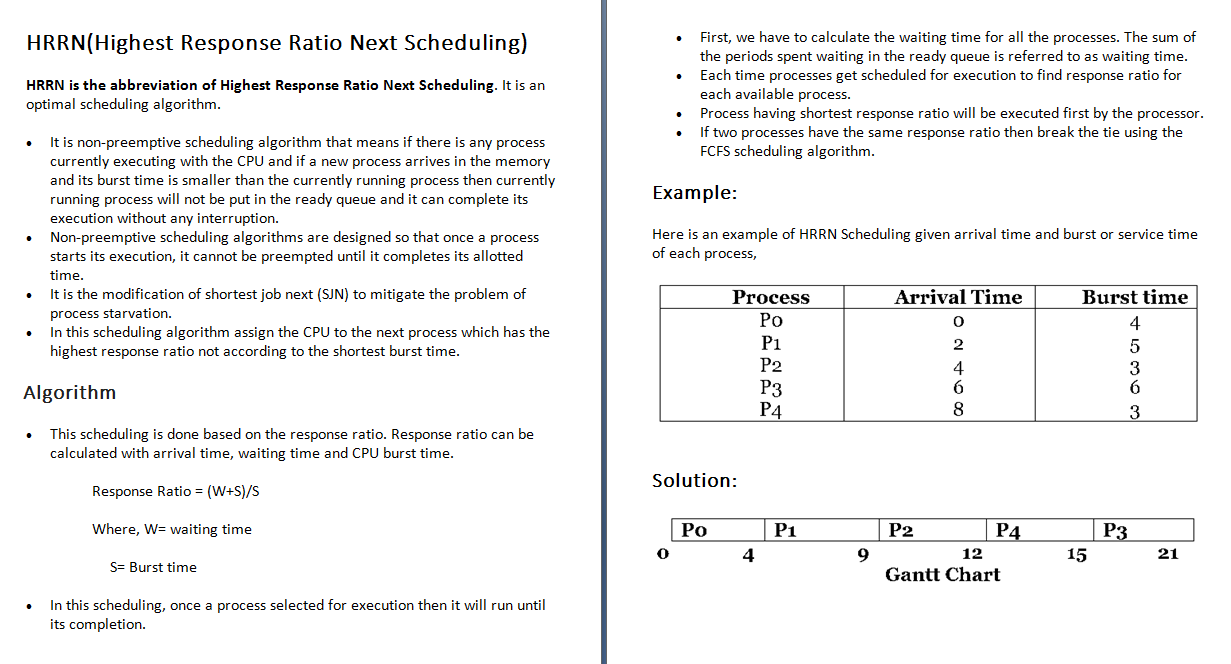 HRRN(Highest Response Ratio Next Scheduling)
HRRN is the abbreviation of Highest Response Ratio Next Scheduling. It is an
optimal scheduling algorithm.
• It is non-preemptive scheduling algorithm that means if there is any process
currently executing with the CPU and if a new process arrives in the memory
and its burst time is smaller than the currently running process then currently
running process will not be put in the ready queue and it can complete its
execution without any interruption.
• Non-preemptive scheduling algorithms are designed so that once a process
starts its execution, it cannot be preempted until it completes its allotted
time.
• It is the modification of shortest job next (SJN) to mitigate the problem of
process starvation.
• In this scheduling algorithm assign the CPU to the next process which has the
highest response ratio not according to the shortest burst time.
Algorithm
• This scheduling is done based on the response ratio. Response ratio can be
calculated with arrival time, waiting time and CPU burst time.
Response Ratio = (W+S)/S
Where, W= waiting time
S= Burst time
• In this scheduling, once a process selected for execution then it will run until
its completion.
• First, we have to calculate the waiting time for all the processes. The sum of
the periods spent waiting in the ready queue is referred to as waiting time.
• Each time processes get scheduled for execution to find response ratio for
each available process.
• Process having shortest response ratio will be executed first by the processor.
• If two processes have the same response ratio then break the tie using the
FCFS scheduling algorithm.
Example:
Here is an example of HRRN Scheduling given arrival time and burst or service time
of each process,
Process Arrival Time Burst time
P0 0 4
P1 2 5
P2 4 3
P3 6 6
P4 8 3
Solution:
P0 P1 P2 P4 P3
0 4 9 12 15 21
Gantt Chart